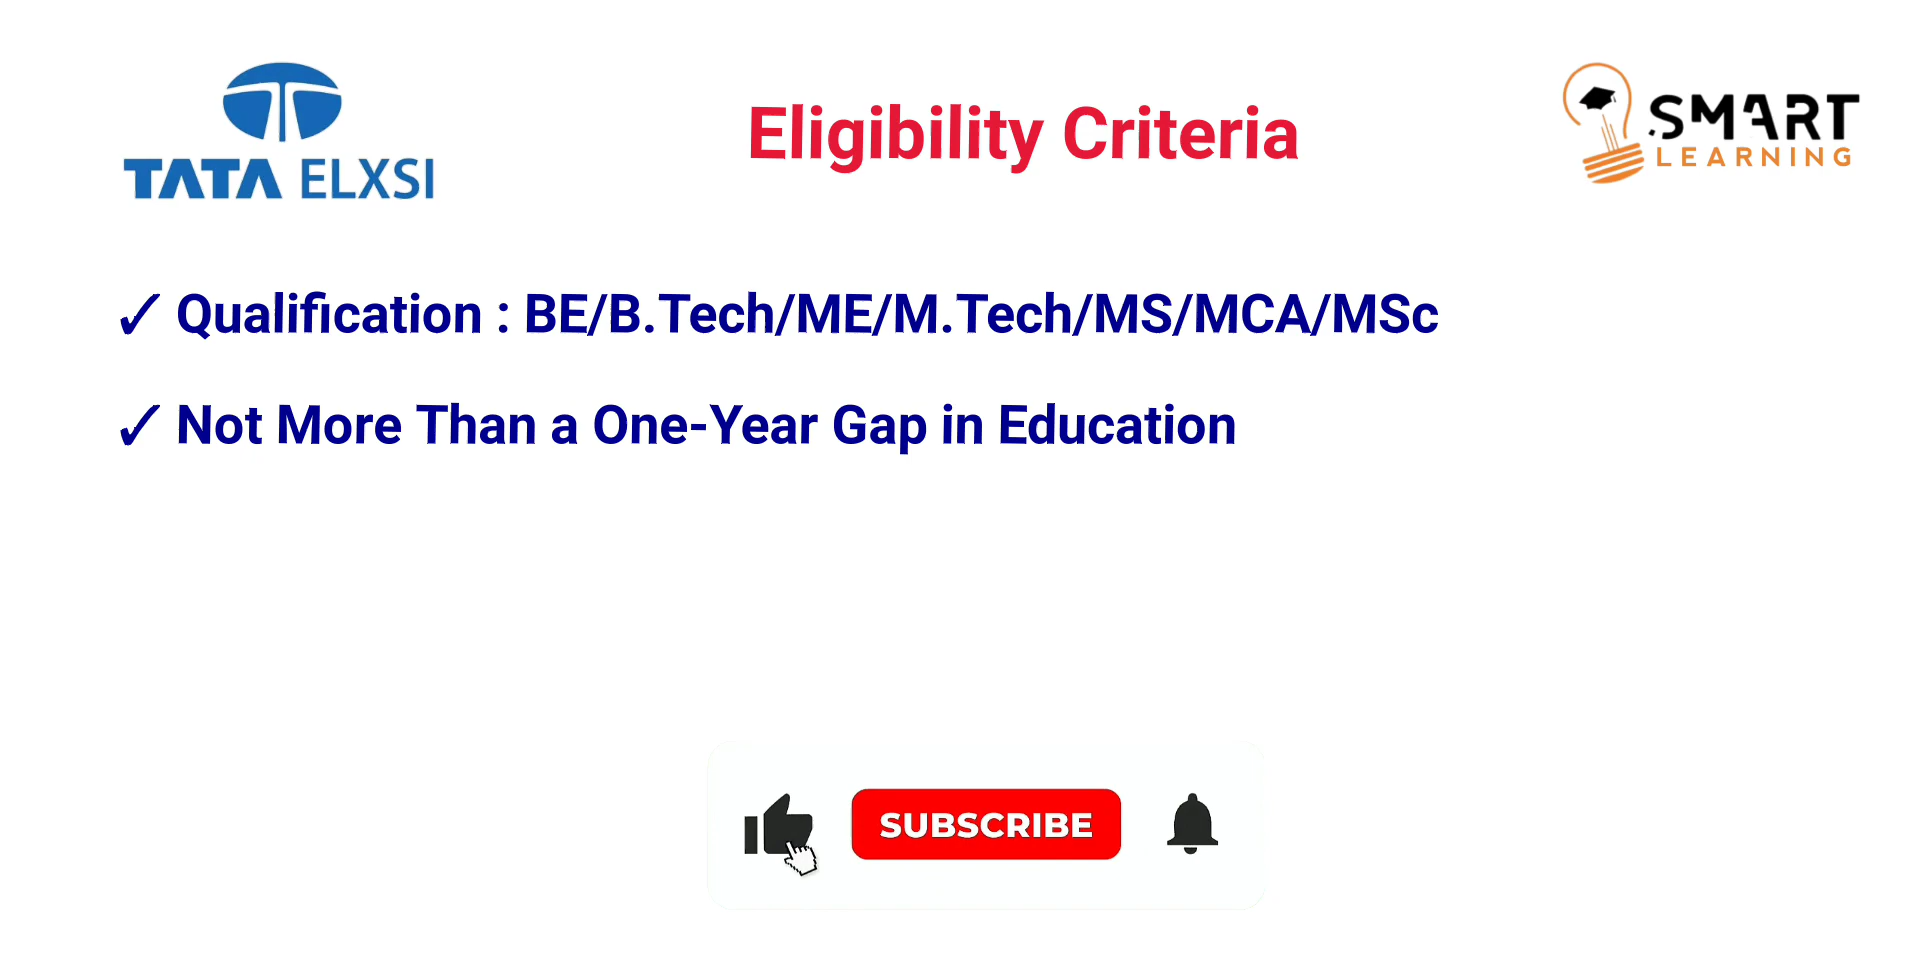 TATA ELXSI
Eligibility Criteria
SMART
LEARNING
✓ Qualification : BE/B.Tech/ME/M.Tech/MS/MCA/MSc
✓ Not More Than a One-Year Gap in Education
SUBSCRIBE